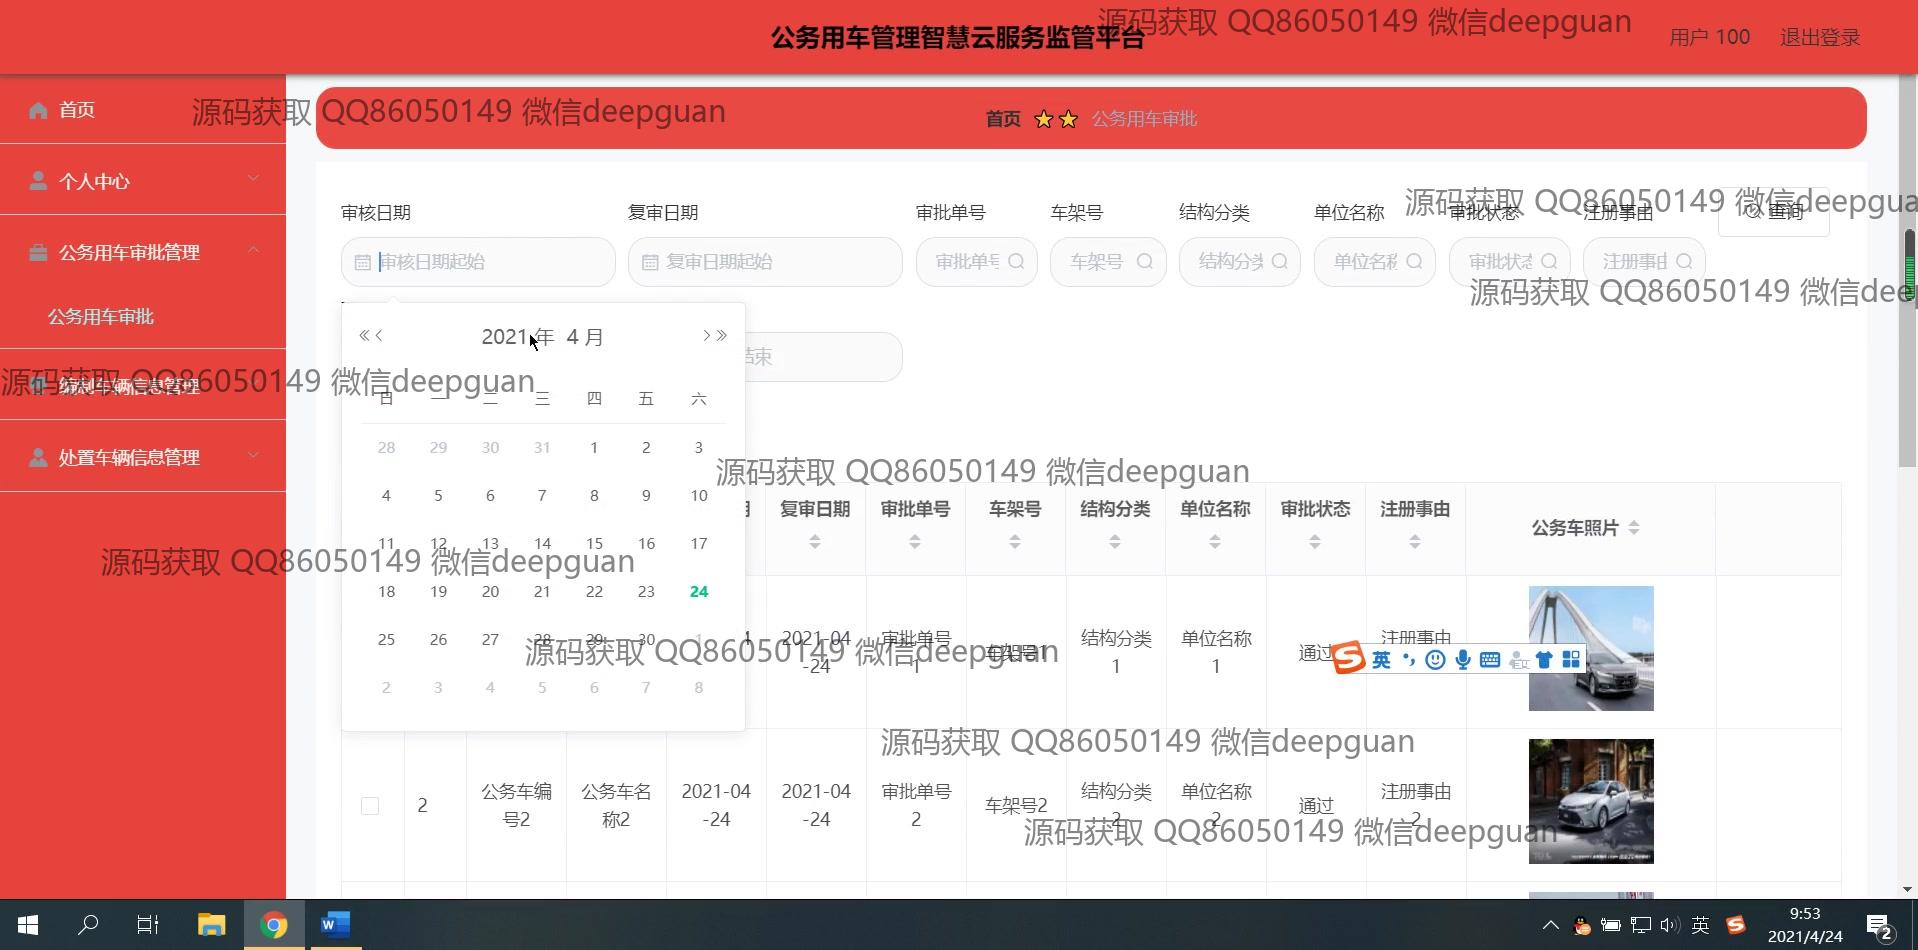 公务用车管理智慧云服务监管平台
源码获取 QQ86050149 微信deepguan
用户 100
退出登录
首页
源码获取 QQ86050149 微信deepguan
首页
公务用车审批
个人中心
公务用车审批管理
公务用车审批
编制车辆信息管理
处置车辆信息管理
审核日期
复审日期
审批单号
车架号
结构分类
单位名称
审批状态
注册事由
查询
源码获取 QQ86050149 微信deepgua
审核日期起始
复审日期起始
审批单号
车架号
结构分类
单位名称
审批状态
注册事由
源码获取 QQ86050149 微信dee
2021 年 4 月
结束
源码获取 QQ86050149 微信deepguan
日 一 二 三 四 五 六
28 29 30 31 1 2 3
4 5 6 7 8 9 10
11 12 13 14 15 16 17
18 19 20 21 22 23 24
25 26 27 28 29 30 1
2 3 4 5 6 7 8
源码获取 QQ86050149 微信deepguan
源码获取 QQ86050149 微信deepguan
复审日期
审批单号
车架号
结构分类
单位名称
审批状态
注册事由
公务车照片
源码获取 QQ86050149 微信deepguan
2021-04
-24
审批单号
1
车架号1
结构分类
1
单位名称
1
通过
注册事由
英
源码获取 QQ86050149 微信deepguan
2
公务车编
号2
公务车名
称2
2021-04
-24
2021-04
-24
审批单号
2
车架号2
结构分类
2
单位名称
2
通过
注册事由
2
源码获取 QQ86050149 微信deepguan
英
9:53
2021/4/24
2